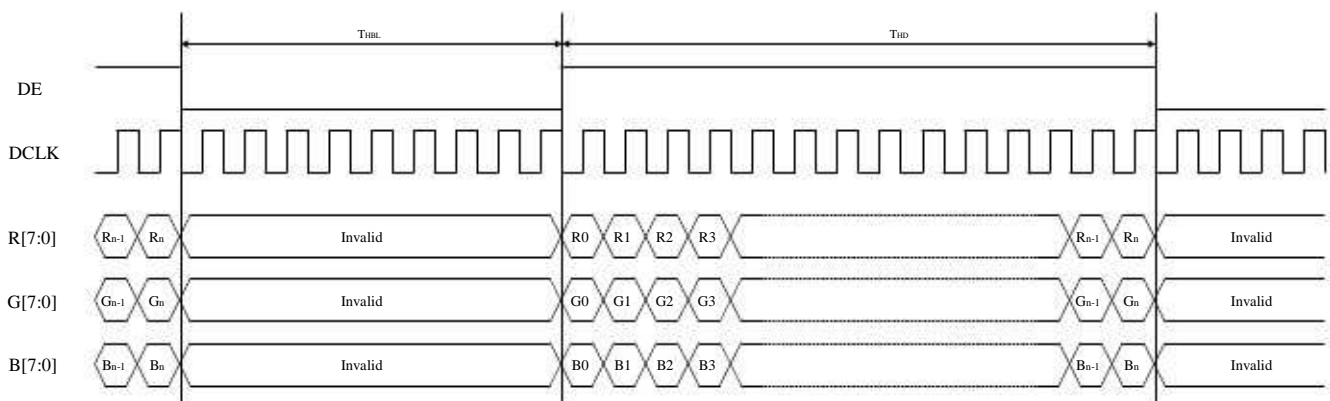 THBL THD
DE
DCLK
R[7:0] Rn-1 Rn Invalid R0 R1 R2 R3 Rn-1 Rn Invalid
G[7:0] Gn-1 Gn Invalid G0 G1 G2 G3 Gn-1 Gn Invalid
B[7:0] Bn-1 Bn Invalid B0 B1 B2 B3 Bn-1 Bn Invalid